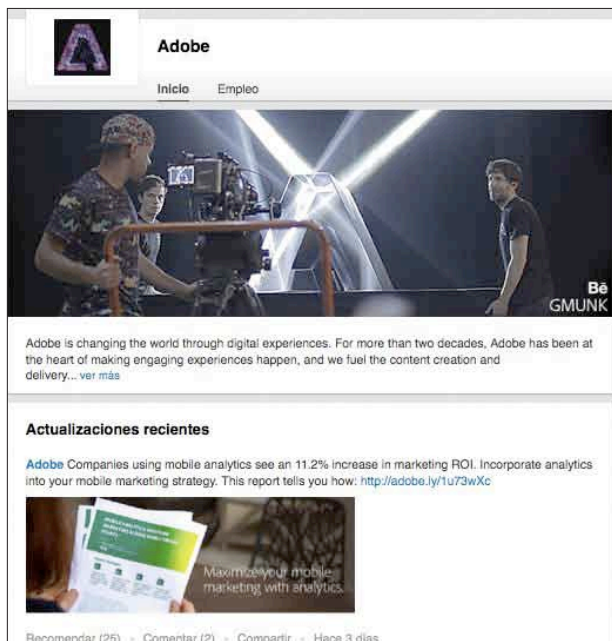 Adobe
Inicio Empleo
Bē
GMUNK
Adobe is changing the world through digital experiences. For more than two decades, Adobe has been at
the heart of making engaging experiences happen, and we fuel the content creation and
delivery... ver más
Actualizaciones recientes
Adobe Companies using mobile analytics see an 11.2% increase in marketing ROI. Incorporate analytics
into your mobile marketing strategy. This report tells you how: http://adobe.ly/1u73wXc
Maximize your mobile
marketing with analytics.
Recomendar (25) Comentar (2) Compartir Hace 3 días